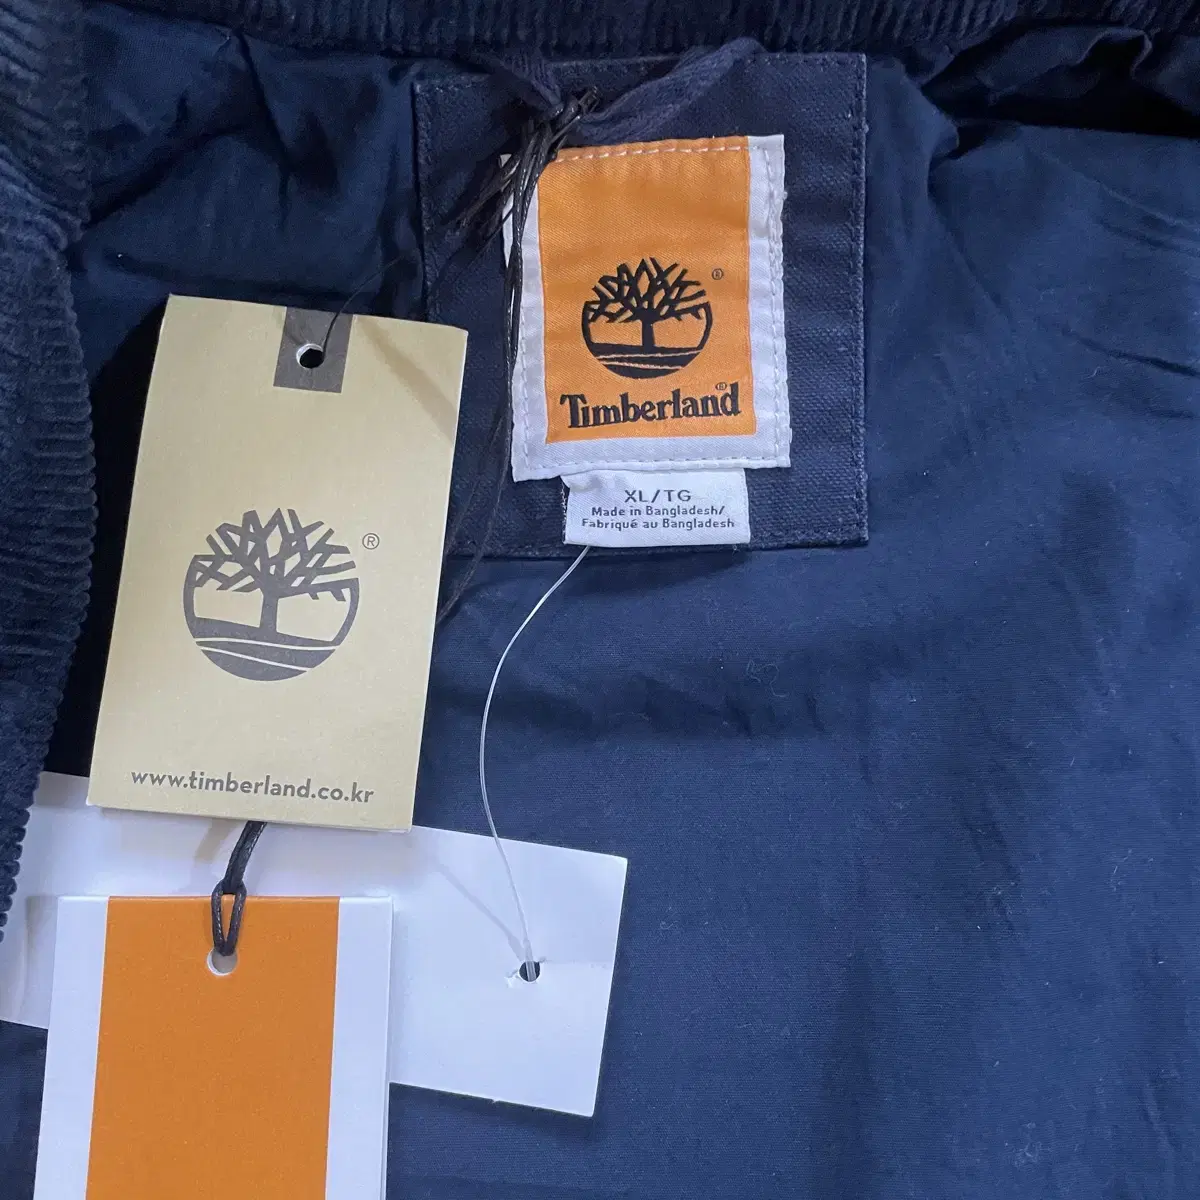 ®
Timberland®
XL/TG
Made in Bangladesh/
Fabriqué au Bangladesh
®
www.timberland.co.kr